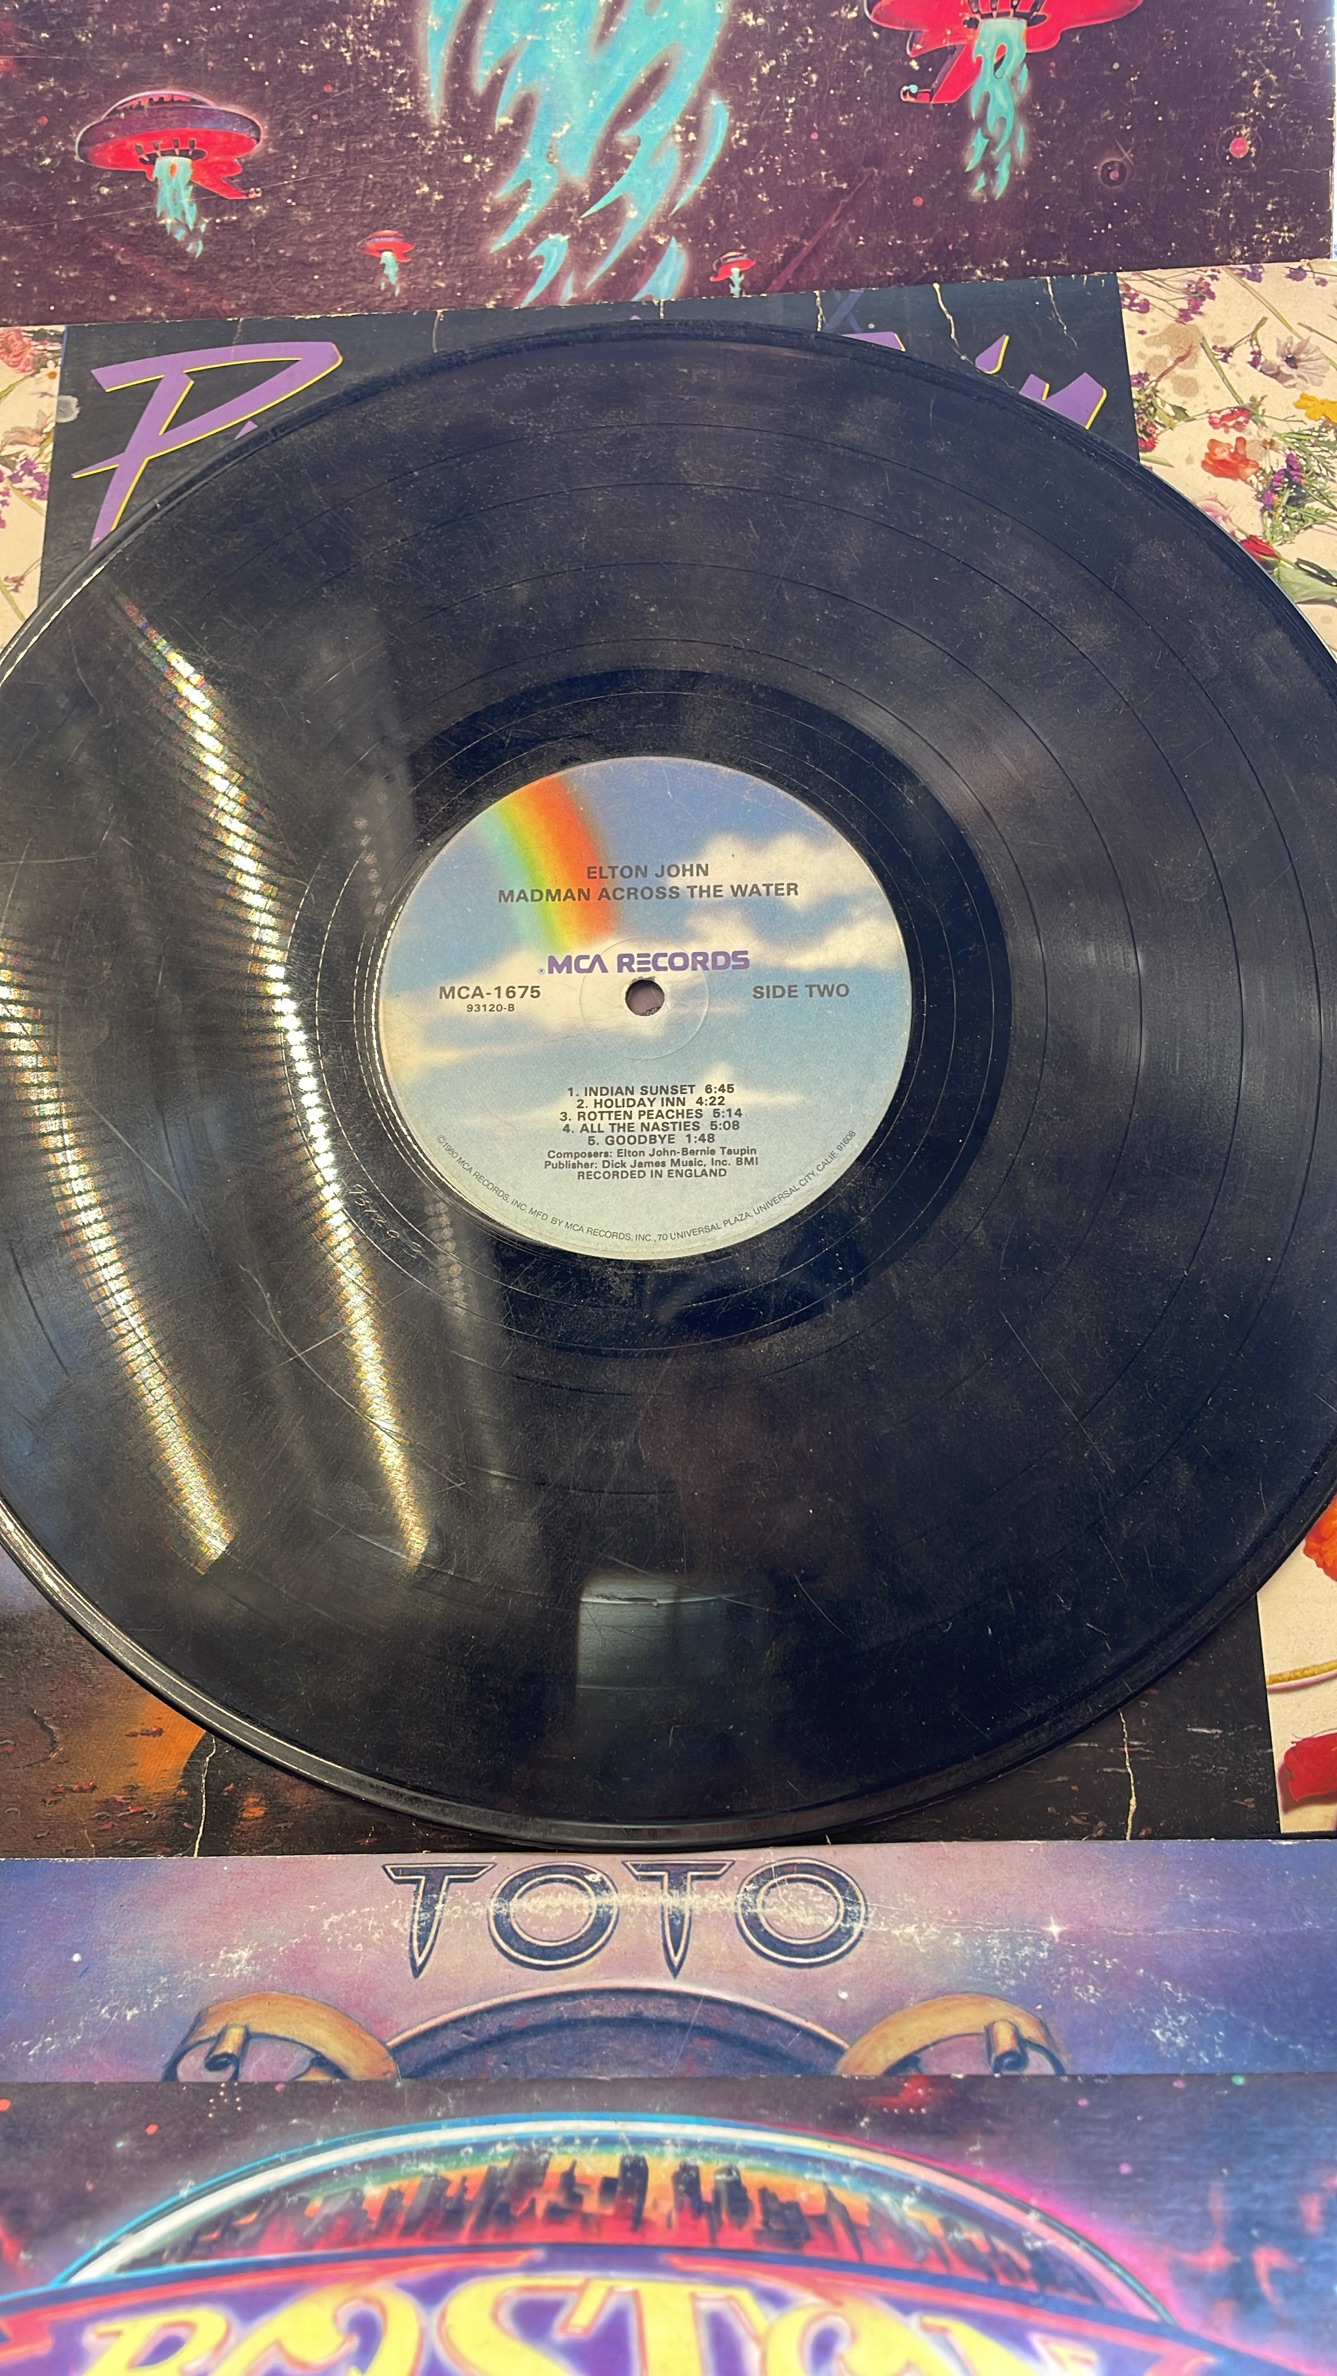 ELTON JOHN
MADMAN ACROSS THE WATER
MCA RECORDS
MCA-1675
93120-B
SIDE TWO
1. INDIAN SUNSET 6:45
2. HOLIDAY INN 4:22
3. ROTTEN PEACHES 5:14
4. ALL THE NASTIES 5:08
5. GOODBYE 1:48
Composers: Elton John-Bernie Taupin
Publisher: Dick James Music, Inc. BMI
RECORDED IN ENGLAND
©1980 MCA RECORDS, INC. MFD. BY MCA RECORDS, INC., 70 UNIVERSAL PLAZA, UNIVERSAL CITY, CALIF. 91608
TOTO
BOSTON